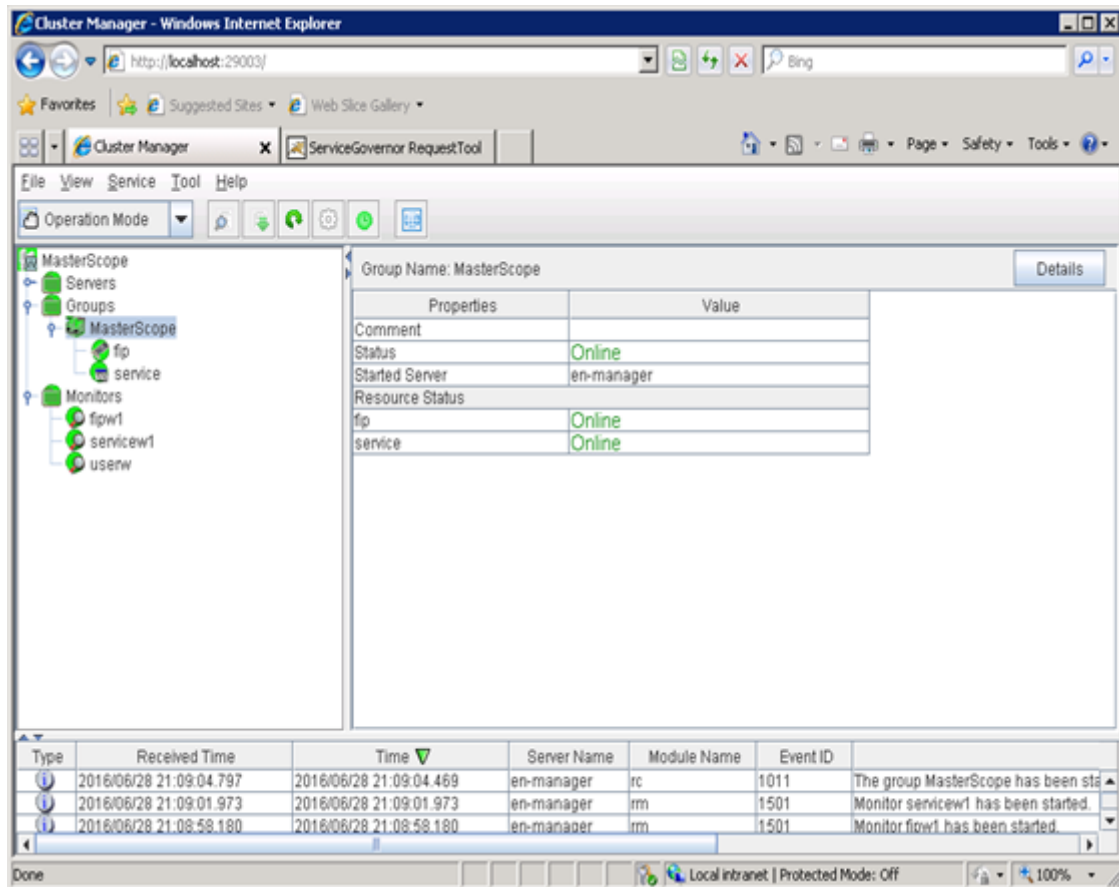 Cluster Manager - Windows Internet Explorer
http://localhost:29003/
Bing
Favorites Suggested Sites Web Slice Gallery
Cluster Manager ServiceGovernor RequestTool Page Safety Tools
File View Service Tool Help
Operation Mode
MasterScope
Servers
Groups
MasterScope
fip
service
Monitors
fipw1
servicew1
userw
Group Name: MasterScope Details
Properties Value
Comment
Status Online
Started Server en-manager
Resource Status
fip Online
service Online
Type Received Time Time Server Name Module Name Event ID
2016/06/28 21:09:04.797 2016/06/28 21:09:04.469 en-manager rc 1011 The group MasterScope has been sta
2016/06/28 21:09:01.973 2016/06/28 21:09:01.973 en-manager rm 1501 Monitor servicew1 has been started.
2016/06/28 21:08:58.180 2016/06/28 21:08:58.180 en-manager rm 1501 Monitor fipw1 has been started.
Done Local intranet | Protected Mode: Off 100%